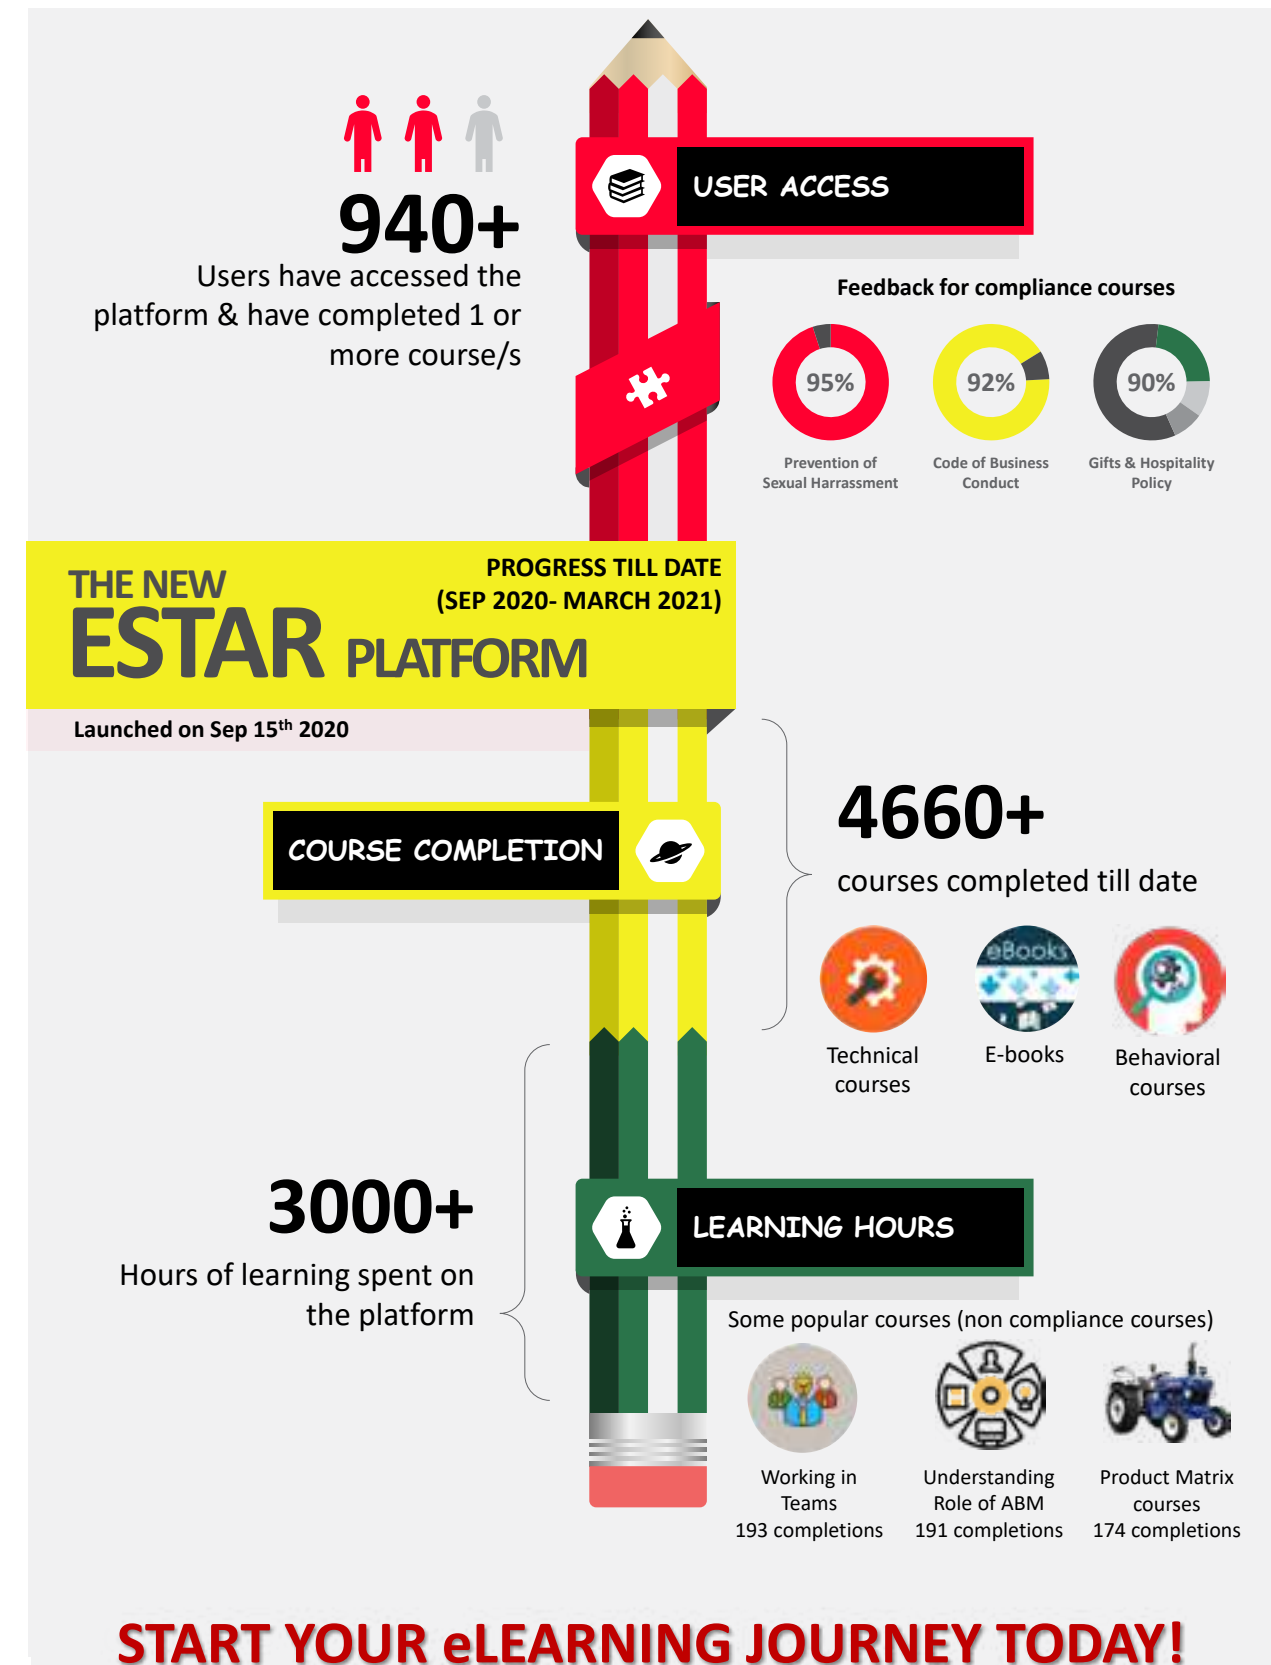 940+
Users have accessed the
platform & have completed 1 or
more course/s
USER ACCESS
Feedback for compliance courses
95%
92%
90%
Prevention of
Sexual Harrassment
Code of Business
Conduct
Gifts & Hospitality
Policy
THE NEW
ESTAR PLATFORM
PROGRESS TILL DATE
(SEP 2020- MARCH 2021)
Launched on Sep 15th 2020
COURSE COMPLETION
4660+
courses completed till date
eBooks
Technical
courses
E-books
Behavioral
courses
3000+
Hours of learning spent on
the platform
LEARNING HOURS
Some popular courses (non compliance courses)
Working in
Teams
193 completions
Understanding
Role of ABM
191 completions
Product Matrix
courses
174 completions
START YOUR eLEARNING JOURNEY TODAY!